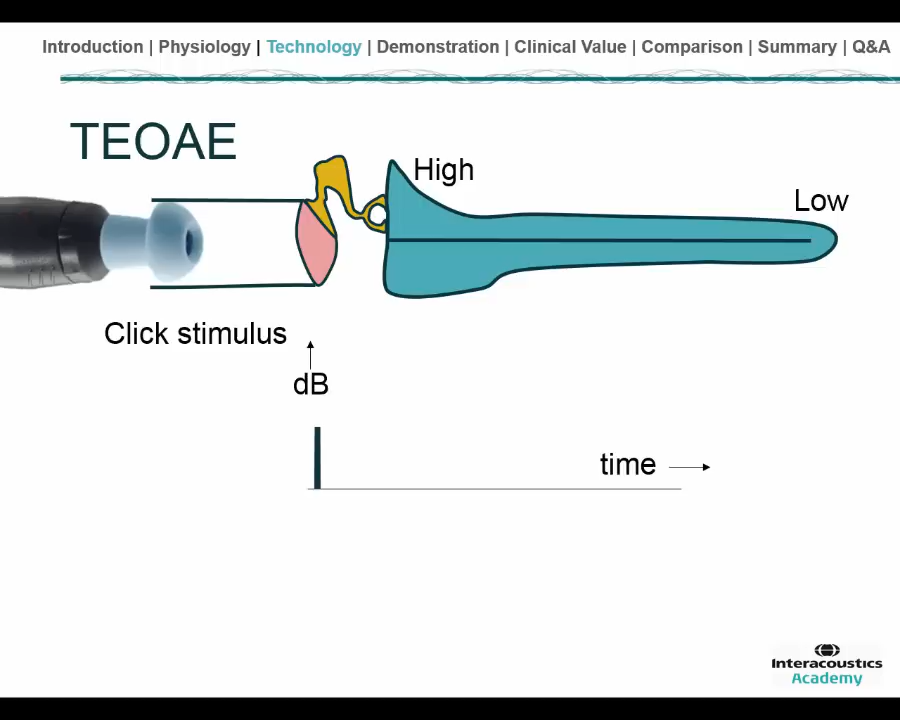 Introduction | Physiology | Technology | Demonstration | Clinical Value | Comparison | Summary | Q&A
TEOAE
High
Low
Click stimulus
dB
time
Interacoustics
Academy